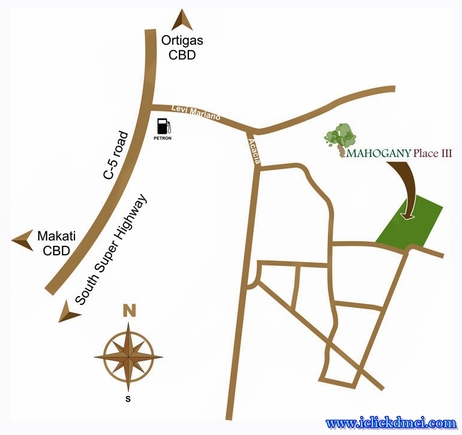 Ortigas
CBD
Levi Mariano
PETRON
Acacia
C-5 road
MAHOGANY Place III
Makati
CBD
South Super Highway
N
S
www.iclickdmci.com